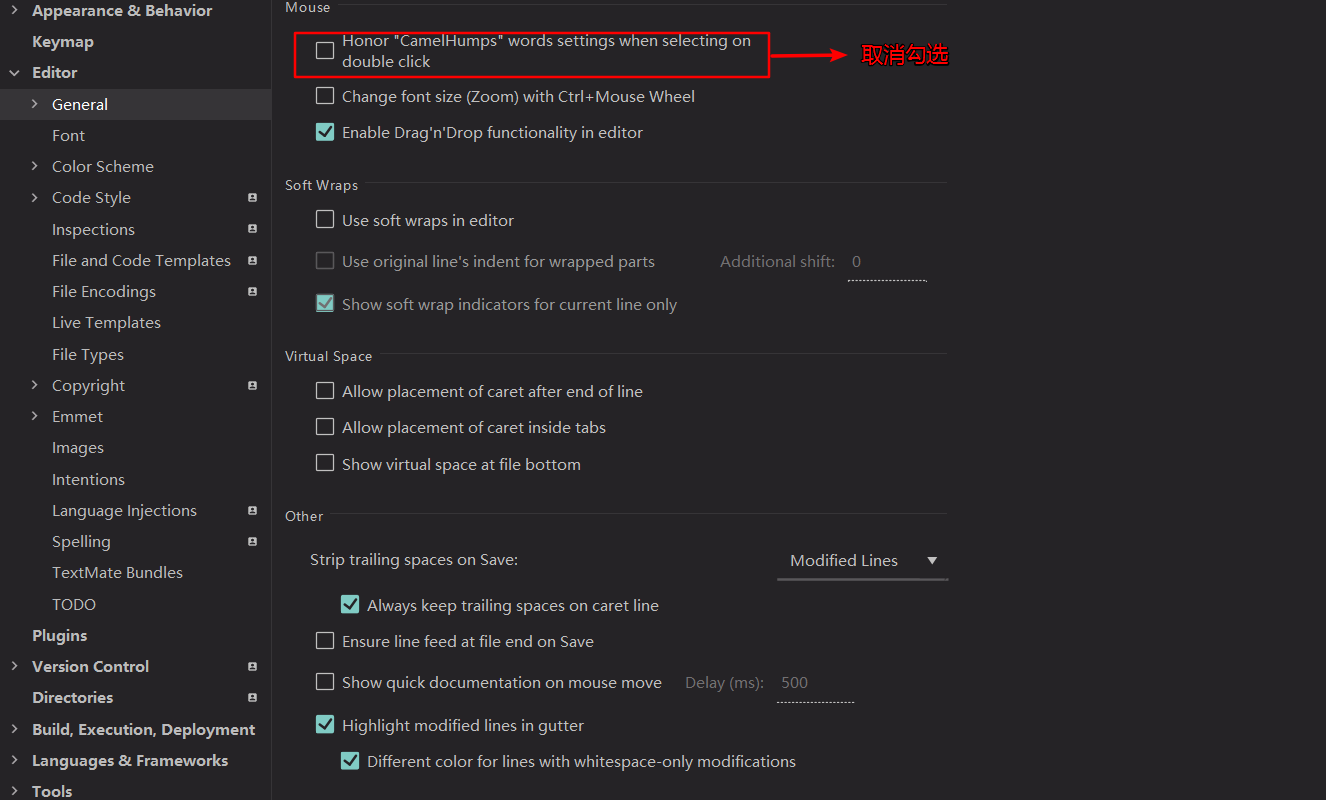 Appearance & Behavior
Keymap
Editor
General
Font
Color Scheme
Code Style
Inspections
File and Code Templates
File Encodings
Live Templates
File Types
Copyright
Emmet
Images
Intentions
Language Injections
Spelling
TextMate Bundles
TODO
Plugins
Version Control
Directories
Build, Execution, Deployment
Languages & Frameworks
Tools
Mouse
Honor "CamelHumps" words settings when selecting on
double click
取消勾选
Change font size (Zoom) with Ctrl+Mouse Wheel
Enable Drag'n'Drop functionality in editor
Soft Wraps
Use soft wraps in editor
Use original line's indent for wrapped parts Additional shift: 0
Show soft wrap indicators for current line only
Virtual Space
Allow placement of caret after end of line
Allow placement of caret inside tabs
Show virtual space at file bottom
Other
Strip trailing spaces on Save: Modified Lines
Always keep trailing spaces on caret line
Ensure line feed at file end on Save
Show quick documentation on mouse move Delay (ms): 500
Highlight modified lines in gutter
Different color for lines with whitespace-only modifications